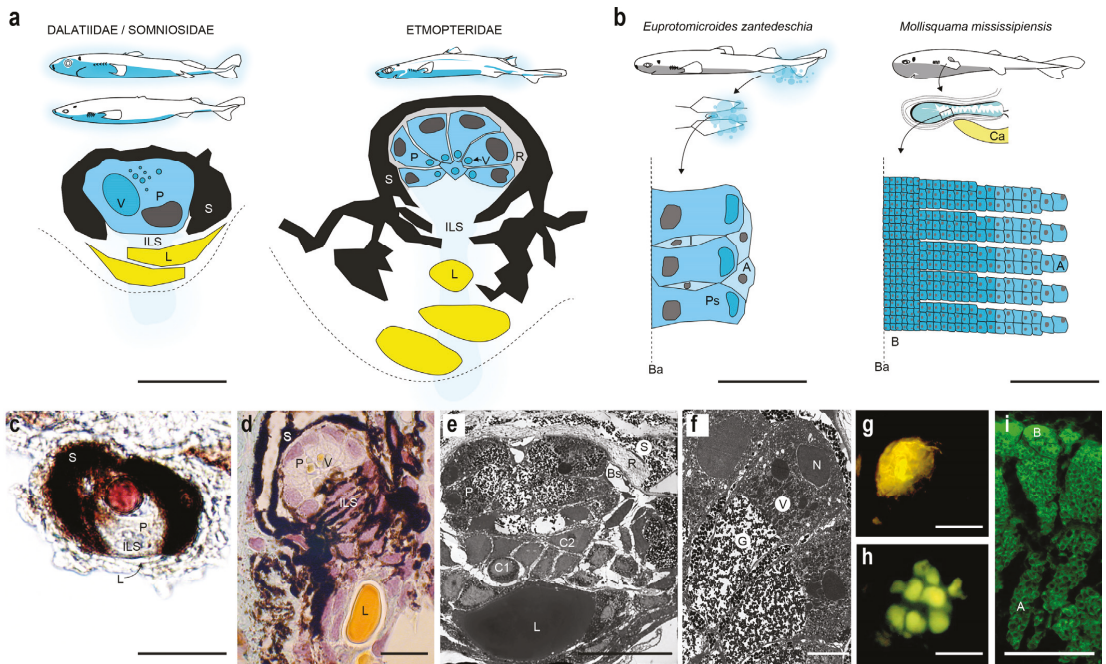 a
DALATIIDAE / SOMNIOSIDAE
ETMOPTERIDAE
P
V
R
S
V
P
S
ILS
L
ILS
L
b
Euprotomicroides zantedeschia
Mollisquama mississipiensis
Ca
A
Ps
A
B
Ba
Ba
c
S
P
ILS
L
d
S
P
V
ILS
L
e
S
R
Bs
P
C2
C1
L
f
N
V
G
g
h
i
B
A